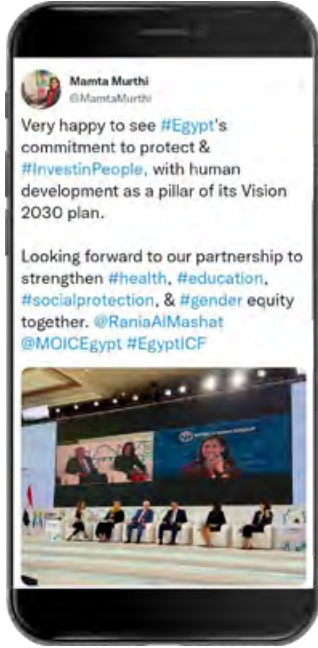 Mamta Murthi
@MamtaMurthi
Very happy to see #Egypt's
commitment to protect &
#InvestinPeople, with human
development as a pillar of its Vision
2030 plan.
Looking forward to our partnership to
strengthen #health, #education,
#socialprotection, & #gender equity
together. @RaniaAlMashat
@MOICEgypt #EgyptICF